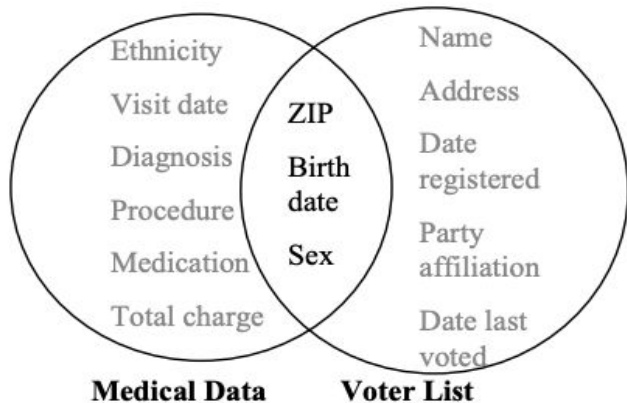 Ethnicity
Visit date
Diagnosis
Procedure
Medication
Total charge
ZIP
Birth
date
Sex
Name
Address
Date
registered
Party
affiliation
Date last
voted
Medical Data
Voter List